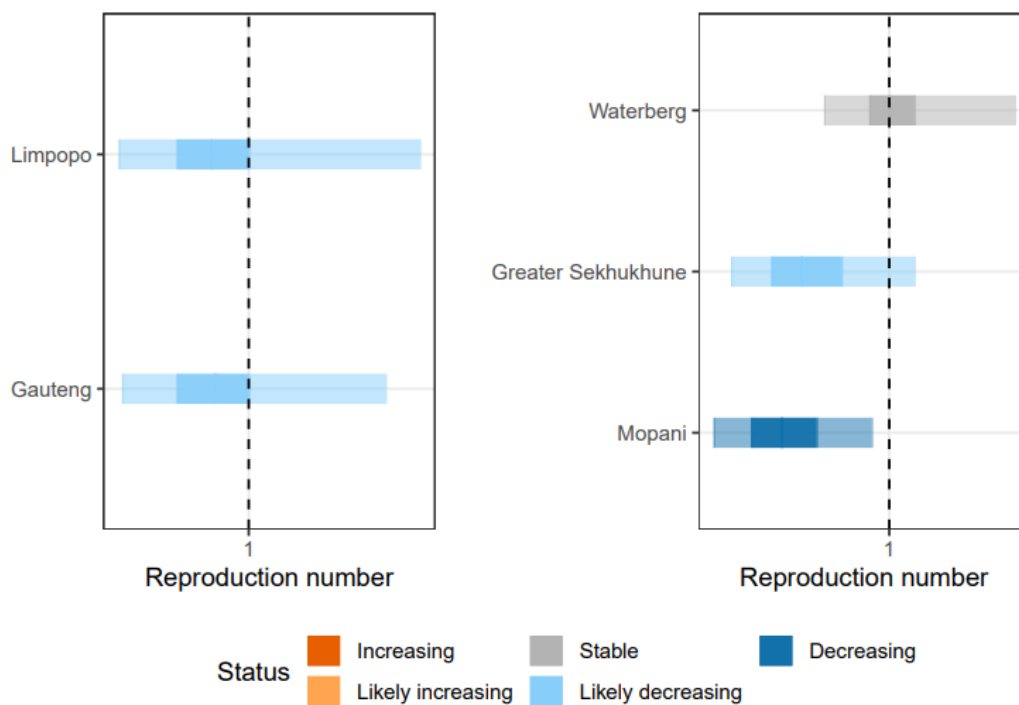 Limpopo
Gauteng
1
Reproduction number
Waterberg
Greater Sekhukhune
Mopani
1
Reproduction number
Status
Increasing
Stable
Decreasing
Likely increasing
Likely decreasing